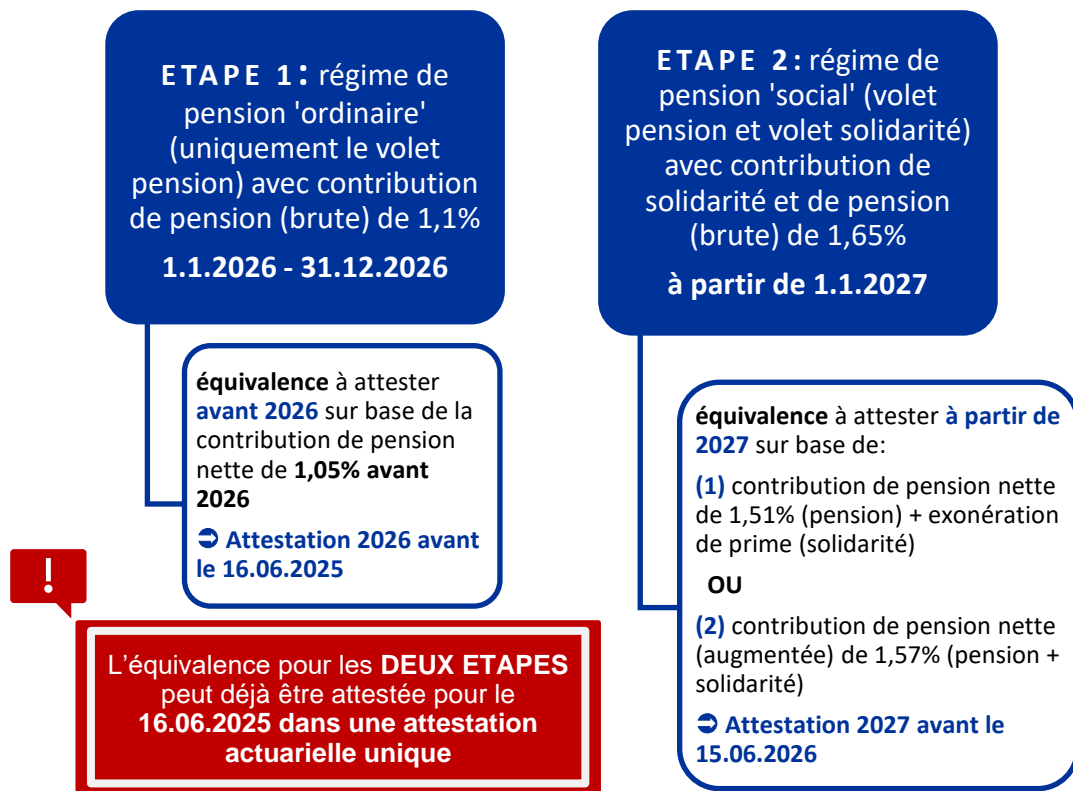 ETAPE 1: régime de
pension 'ordinaire'
(uniquement le volet
pension) avec contribution
de pension (brute) de 1,1%
1.1.2026 - 31.12.2026
équivalence à attester
avant 2026 sur base de la
contribution de pension
nette de 1,05% avant
2026
➲ Attestation 2026 avant
le 16.06.2025
!
L'équivalence pour les DEUX ETAPES
peut déjà être attestée pour le
16.06.2025 dans une attestation
actuarielle unique
ETAPE 2: régime de
pension 'social' (volet
pension et volet solidarité)
avec contribution de
solidarité et de pension
(brute) de 1,65%
à partir de 1.1.2027
équivalence à attester à partir de
2027 sur base de:
(1) contribution de pension nette
de 1,51% (pension) + exonération
de prime (solidarité)
OU
(2) contribution de pension nette
(augmentée) de 1,57% (pension +
solidarité)
➲ Attestation 2027 avant le
15.06.2026